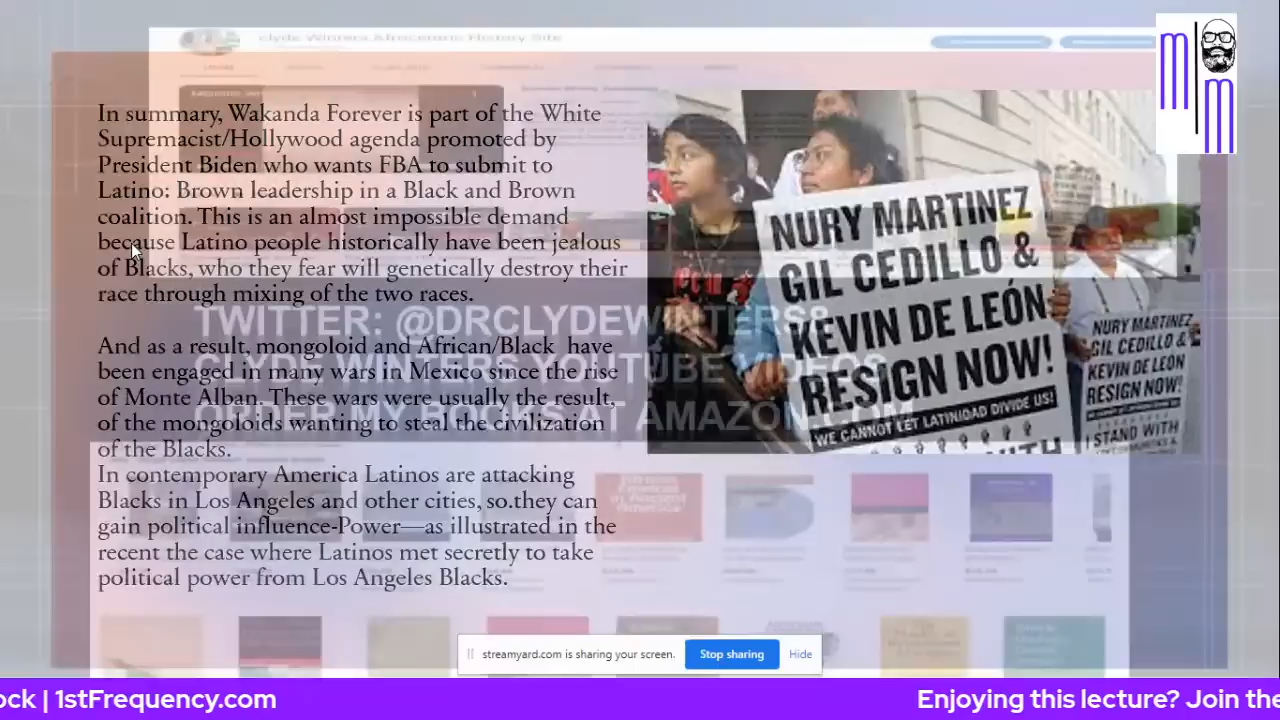 clyde Winters Afrocentric History Site
In summary, Wakanda Forever is part of the White
Supremacist/Hollywood agenda promoted by
President Biden who wants FBA to submit to
Latino: Brown leadership in a Black and Brown
coalition. This is an almost impossible demand
because Latino people historically have been jealous
of Blacks, who they fear will genetically destroy their
race through mixing of the two races.
And as a result, mongoloid and African/Black have
been engaged in many wars in Mexico since the rise
of Monte Alban. These wars were usually the result,
of the mongoloids wanting to steal the civilization
of the Blacks.
In contemporary America Latinos are attacking
Blacks in Los Angeles and other cities, so.they can
gain political influence-Power—as illustrated in the
recent the case where Latinos met secretly to take
political power from Los Angeles Blacks.
TWITTER: @DRCLYDEWINTERS&
CLYDE WINTERS YOUTUBE VIDEOS
ORDER MY BOOKS AT AMAZON.COM
NURY MARTINEZ
GIL CEDILLO &
KEVIN DE LEÓN
RESIGN NOW!
WE CANNOT LET LATINIDAD DIVIDE US!
WITH
NURY MARTINEZ
GIL CEDILLO &
KEVIN DE LEÓN
RESIGN NOW!
I STAND WITH
m m
streamyard.com is sharing your screen.
Stop sharing
Hide
ock | 1stFrequency.com
Enjoying this lecture? Join the